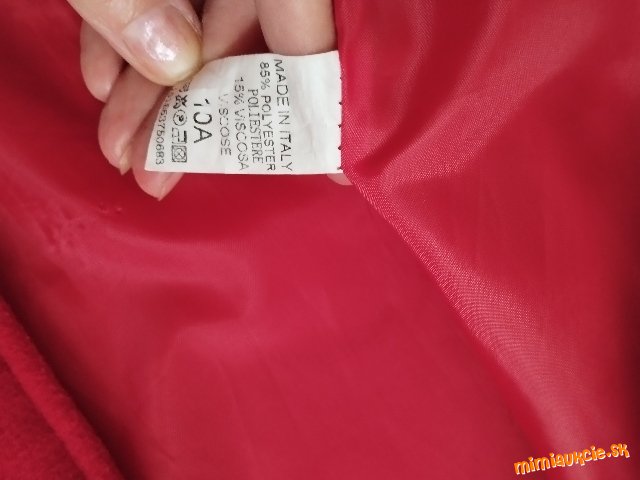 MADE IN ITALY
85% POLYESTER
POLIESTERE
15% VISCOSA
VISCOSE
10A
mimiaukcie.sk